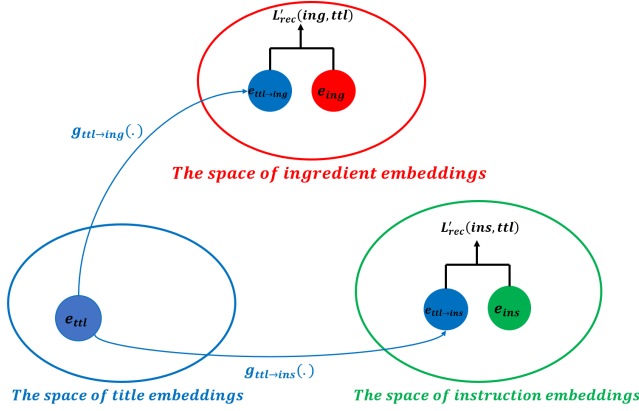 L′rec(ing,ttl)
ettl→ing
eing
gttl→ing(.)
The space of ingredient embeddings
L′rec(ins,ttl)
ettl
ettl→ins
eins
gttl→ins(.)
The space of title embeddings
The space of instruction embeddings